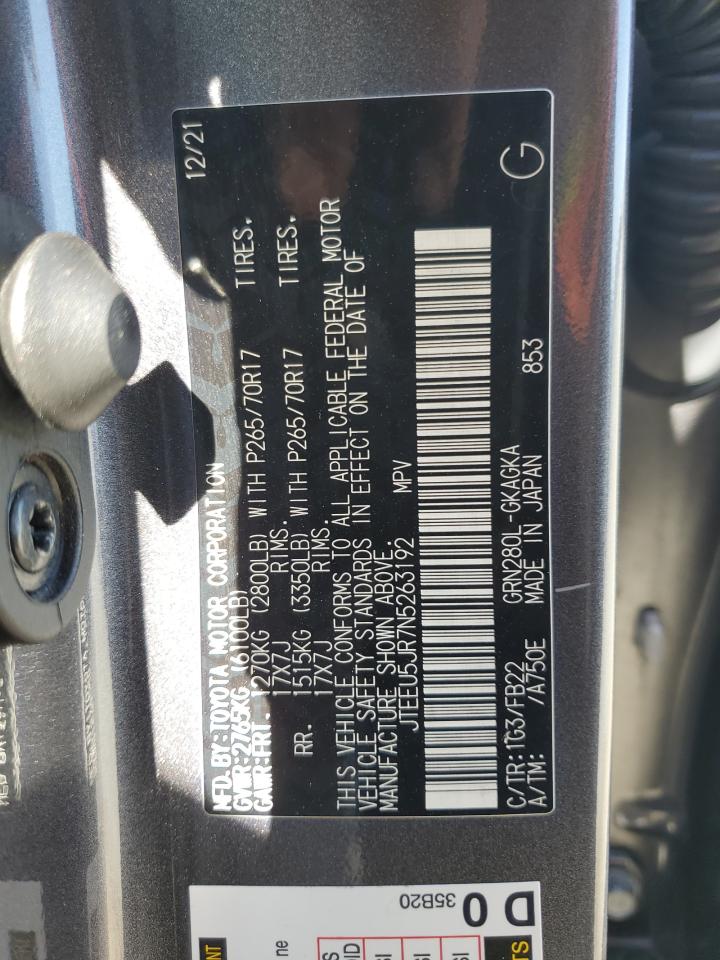 MFD.BY:TOYOTA MOTOR CORPORATION 12/21
GVWR:2765KG (6100LB)
GAWR:FRT. 1270KG (2800LB) WITH P265/70R17 TIRES.
17X7J RIMS.
RR. 1515KG (3350LB) WITH P265/70R17 TIRES.
17X7J RIMS.
THIS VEHICLE CONFORMS TO ALL APPLICABLE FEDERAL MOTOR
VEHICLE SAFETY STANDARDS IN EFFECT ON THE DATE OF
MANUFACTURE SHOWN ABOVE.
JTEEU5JR7N5263192 MPV
C/TR:1G3/FB22 GRN280L-GKAGKA 853
A/TM: /A750E MADE IN JAPAN
G
D 0
35B20
ne